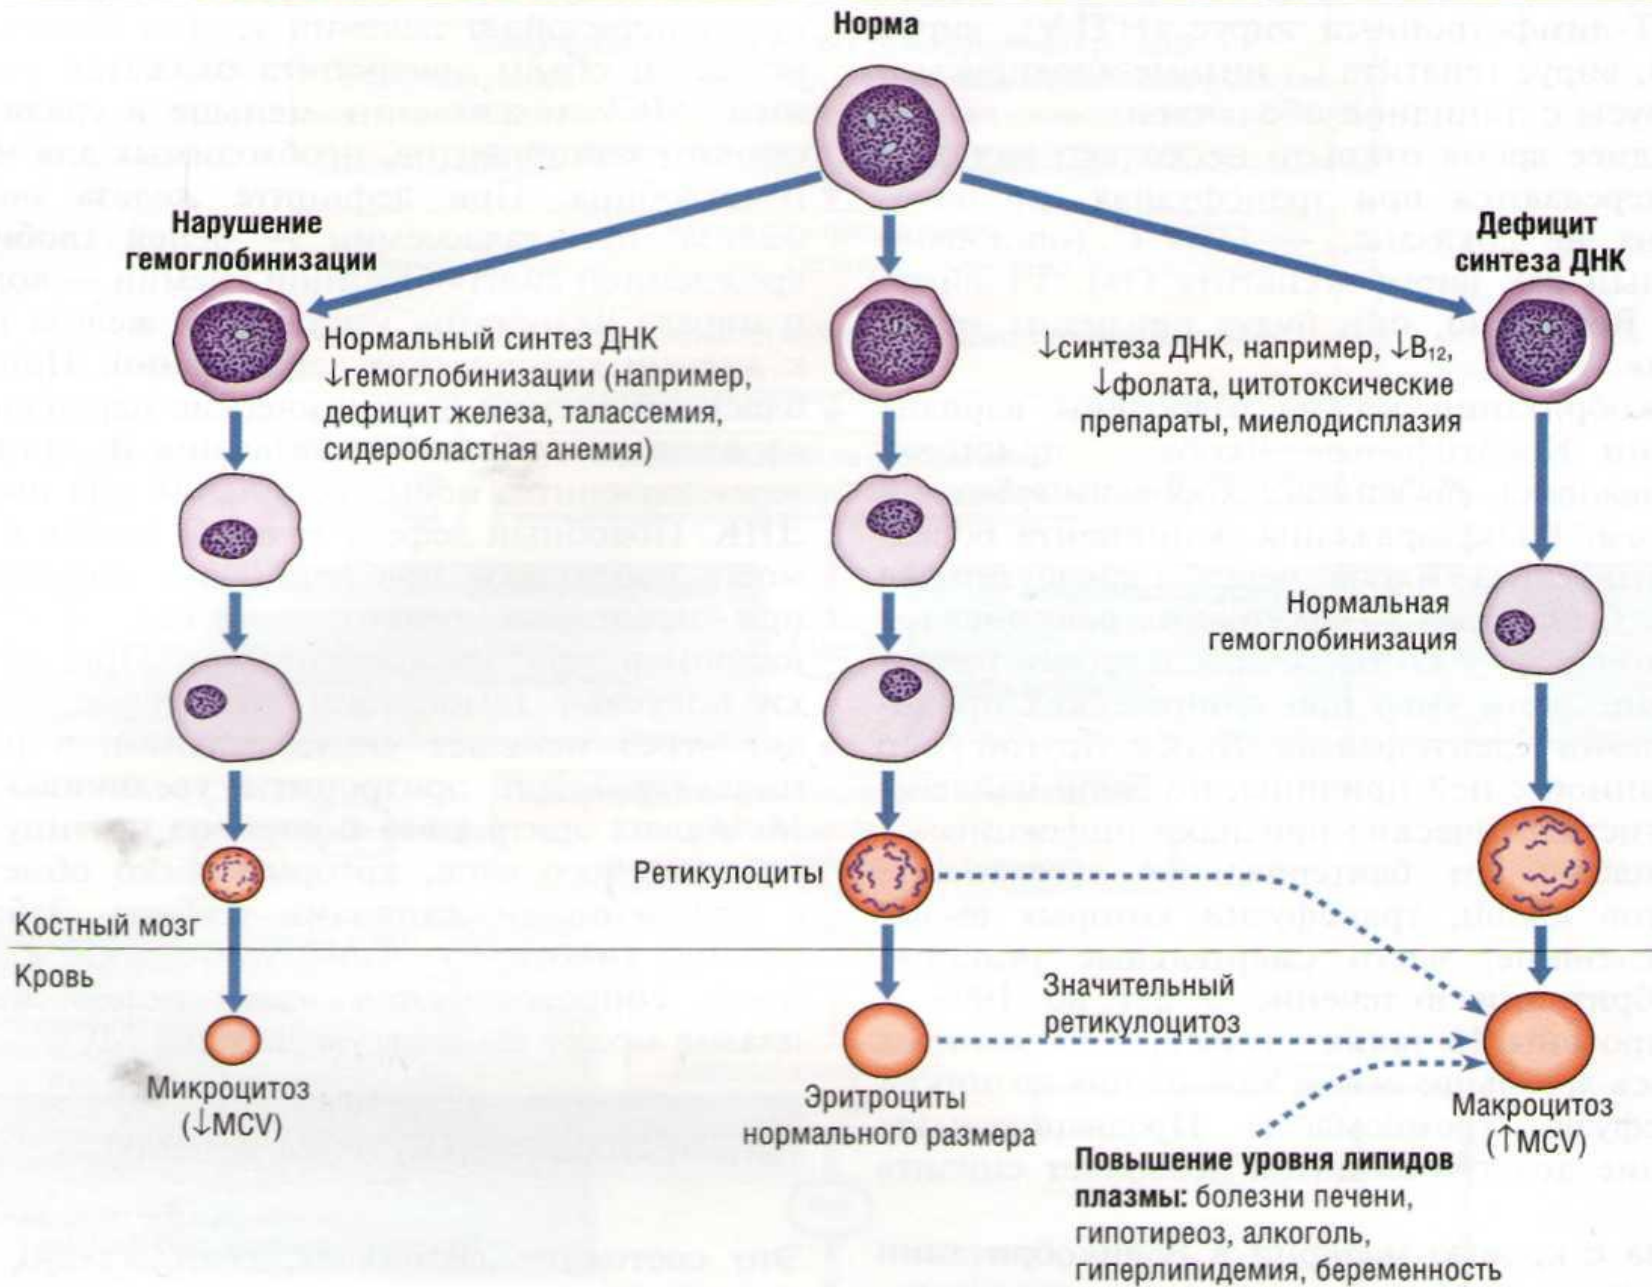 Норма
Нарушение
гемоглобинизации
Дефицит
синтеза ДНК
Нормальный синтез ДНК
↓гемоглобинизации (например,
дефицит железа, талассемия,
сидеробластная анемия)
↓синтеза ДНК, например, ↓B₁₂,
↓фолата, цитотоксические
препараты, миелодисплазия
Нормальная
гемоглобинизация
Ретикулоциты
Костный мозг
Кровь
Значительный
ретикулоцитоз
Микроцитоз
(↓MCV)
Эритроциты
нормального размера
Макроцитоз
(↑MCV)
Повышение уровня липидов
плазмы: болезни печени,
гипотиреоз, алкоголь,
гиперлипидемия, беременность